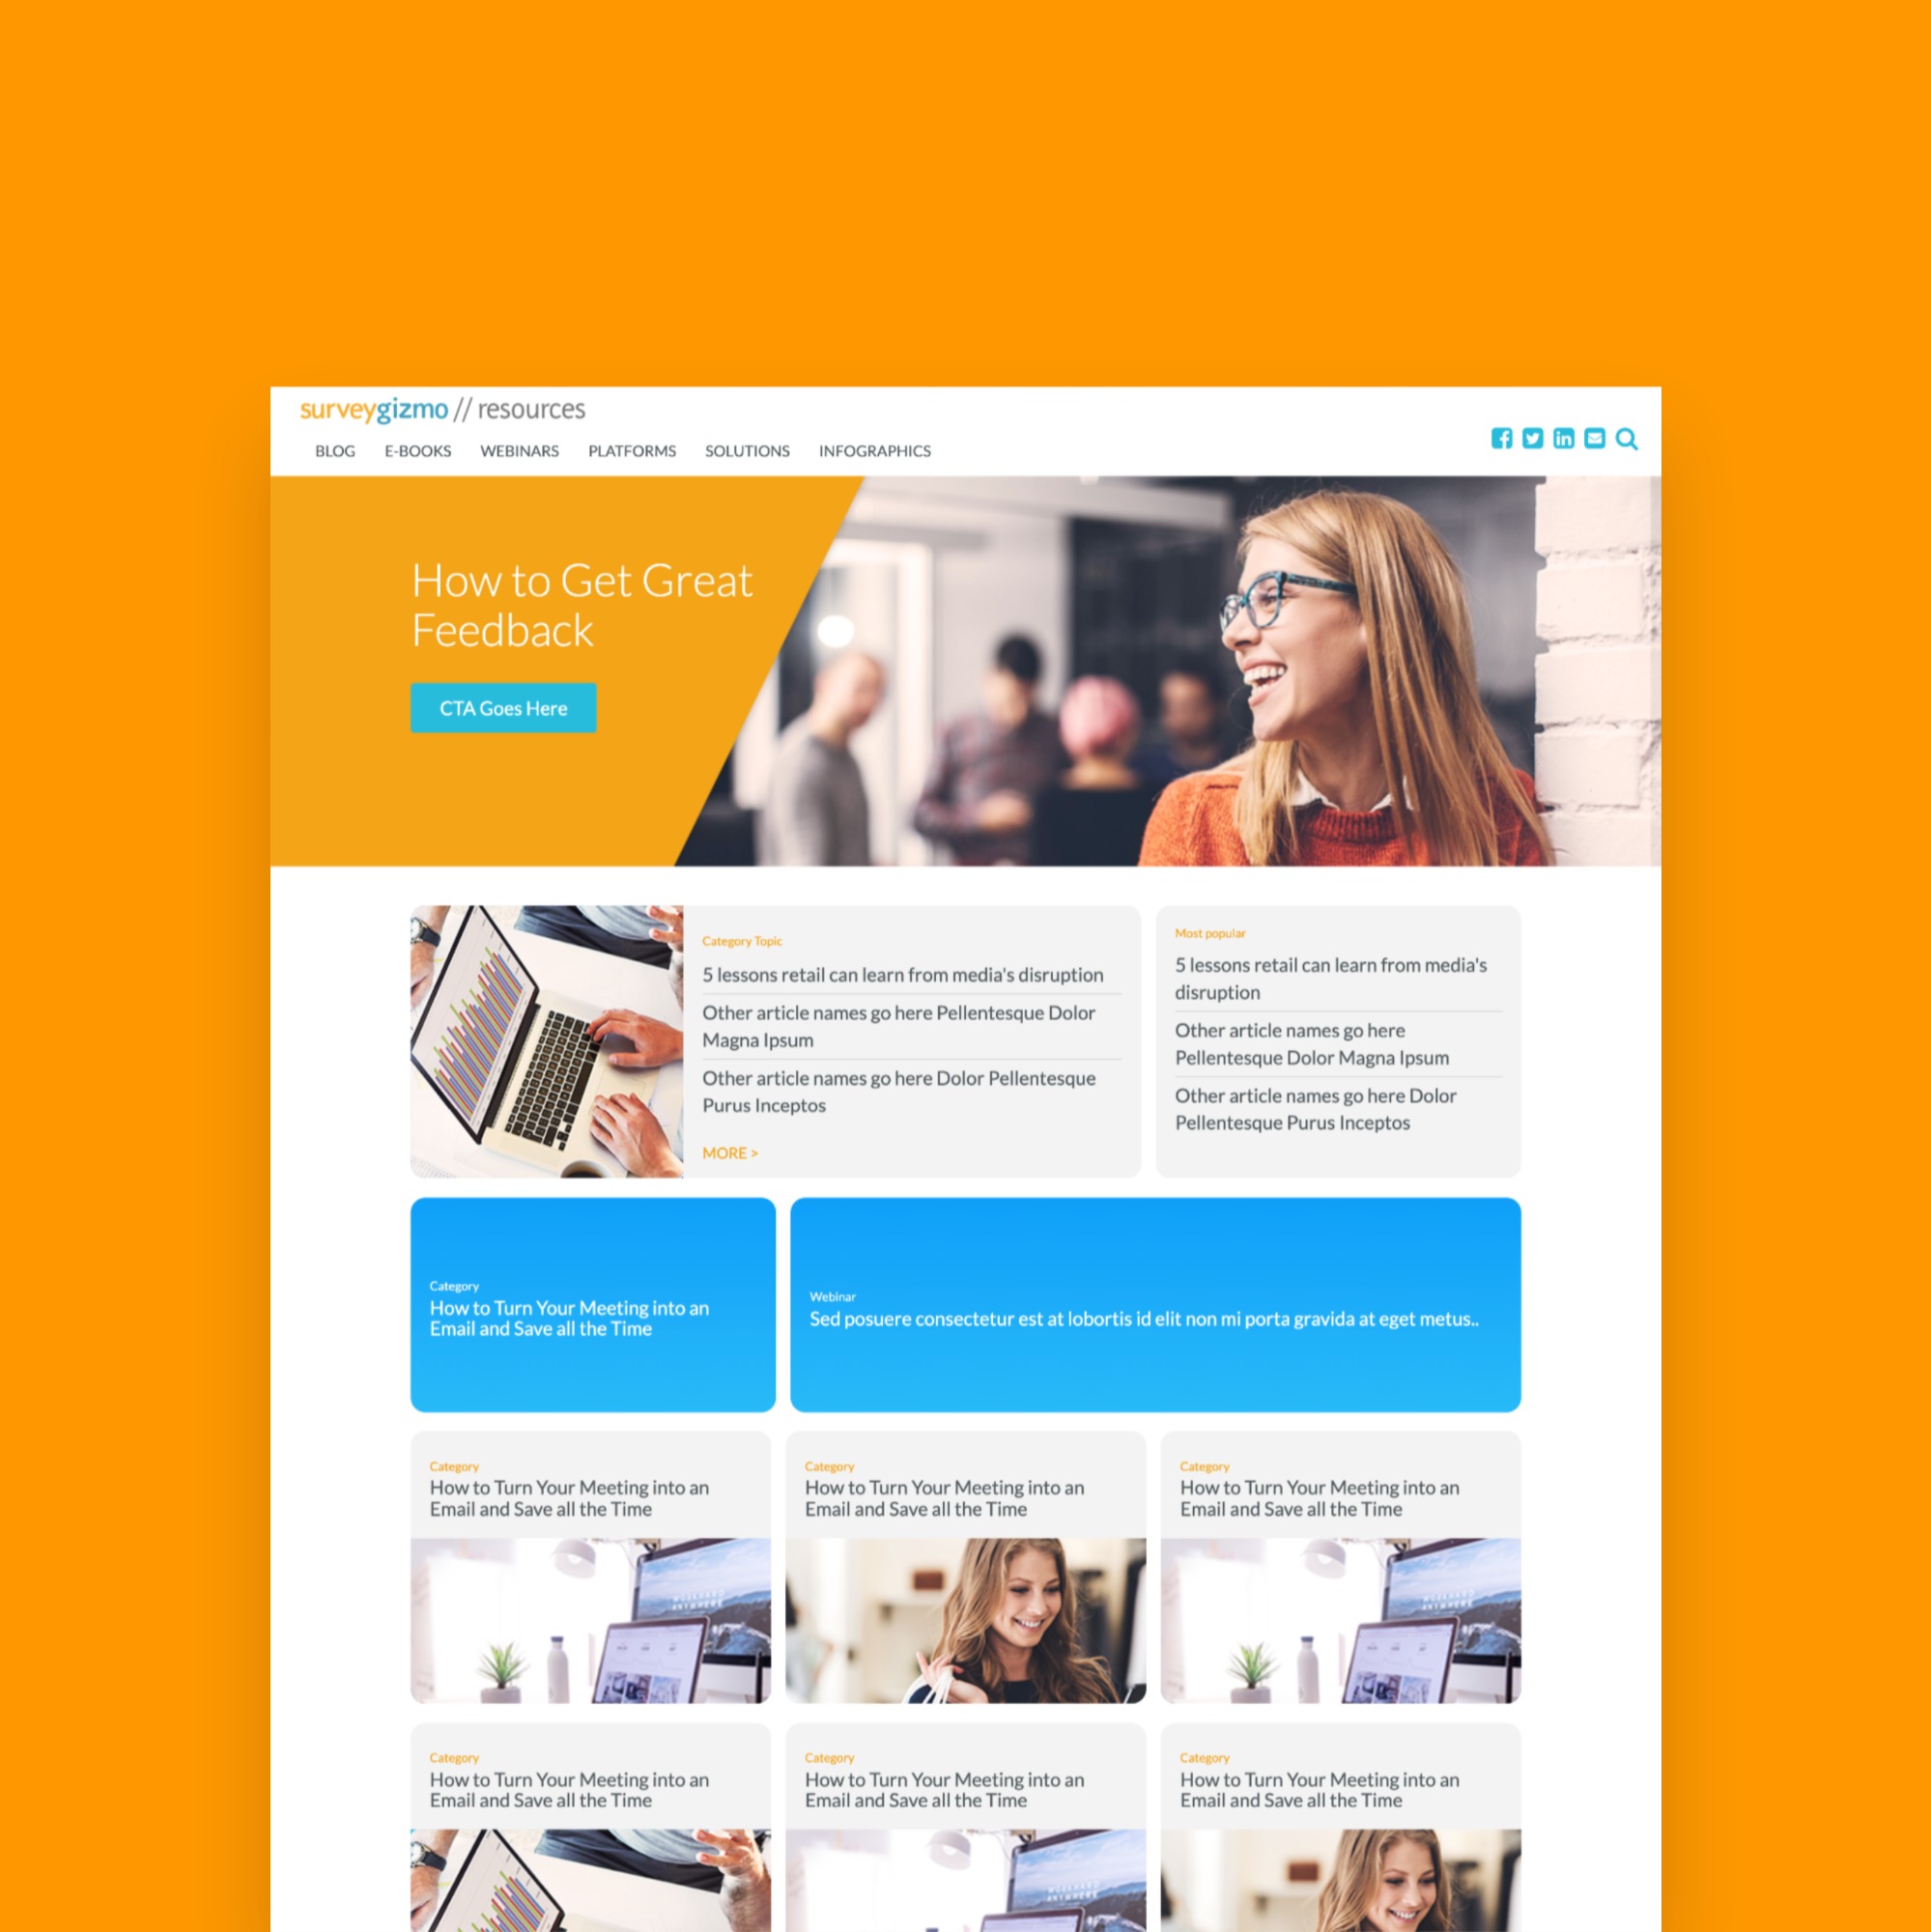 surveygizmo // resources
BLOG E-BOOKS WEBINARS PLATFORMS SOLUTIONS INFOGRAPHICS
How to Get Great
Feedback
CTA Goes Here
Category Topic
5 lessons retail can learn from media's disruption
Other article names go here Pellentesque Dolor
Magna Ipsum
Other article names go here Dolor Pellentesque
Purus Inceptos
MORE >
Most popular
5 lessons retail can learn from media's
disruption
Other article names go here
Pellentesque Dolor Magna Ipsum
Other article names go here Dolor
Pellentesque Purus Inceptos
Category
How to Turn Your Meeting into an
Email and Save all the Time
Webinar
Sed posuere consectetur est at lobortis id elit non mi porta gravida at eget metus..
Category
How to Turn Your Meeting into an
Email and Save all the Time
Category
How to Turn Your Meeting into an
Email and Save all the Time
Category
How to Turn Your Meeting into an
Email and Save all the Time
Category
How to Turn Your Meeting into an
Email and Save all the Time
Category
How to Turn Your Meeting into an
Email and Save all the Time
Category
How to Turn Your Meeting into an
Email and Save all the Time